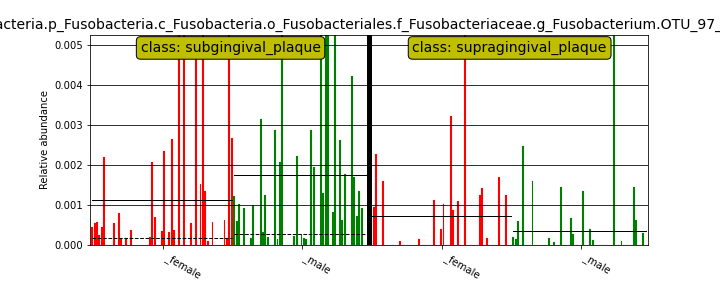 acteria.p_Fusobacteria.c_Fusobacteria.o_Fusobacteriales.f_Fusobacteriaceae.g_Fusobacterium.OTU_97_
class: subgingival_plaque
class: supragingival_plaque
Relative abundance
0.005
0.004
0.003
0.002
0.001
0.000
_female
_male
_female
_male